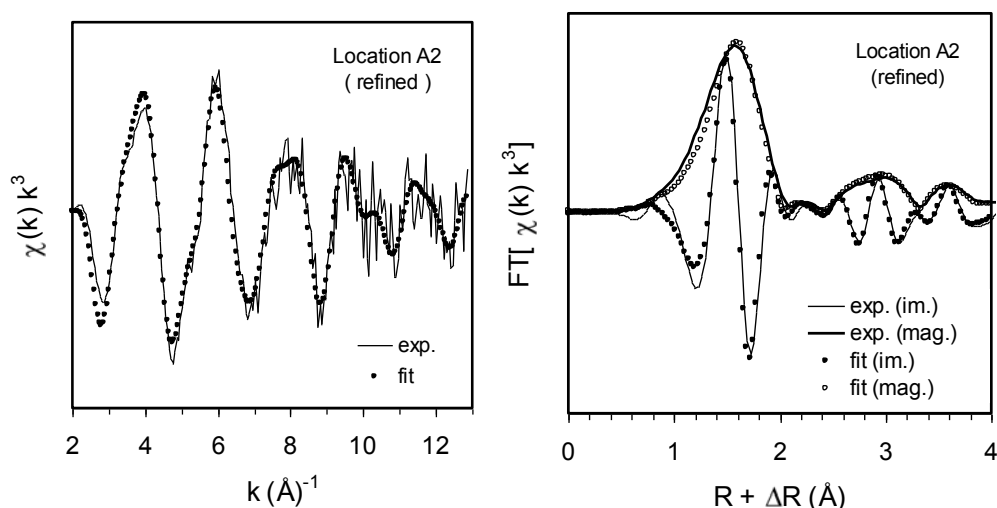 Location A2
( refined )
χ(k) k³
exp.
fit
2 4 6 8 10 12
k (Å)⁻¹
Location A2
(refined)
FT[ χ(k) k³ ]
exp. (im.)
exp. (mag.)
fit (im.)
fit (mag.)
0 1 2 3 4
R + ΔR (Å)